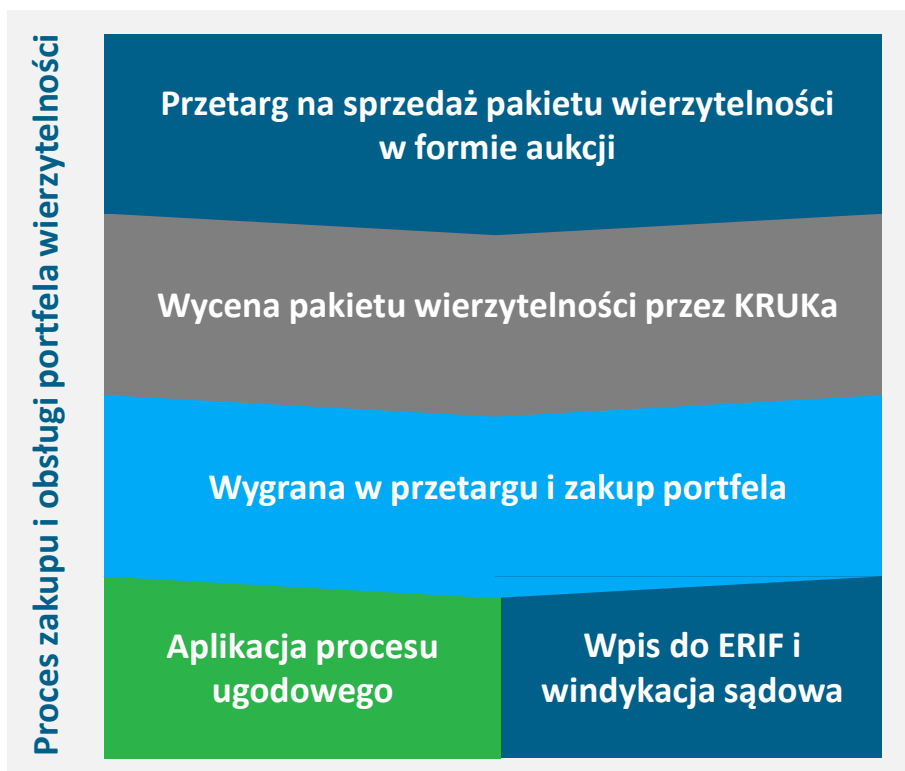 Proces zakupu i obsługi portfela wierzytelności
Przetarg na sprzedaż pakietu wierzytelności
w formie aukcji
Wycena pakietu wierzytelności przez KRUKa
Wygrana w przetargu i zakup portfela
Aplikacja procesu
ugodowego
Wpis do ERIF i
windykacja sądowa